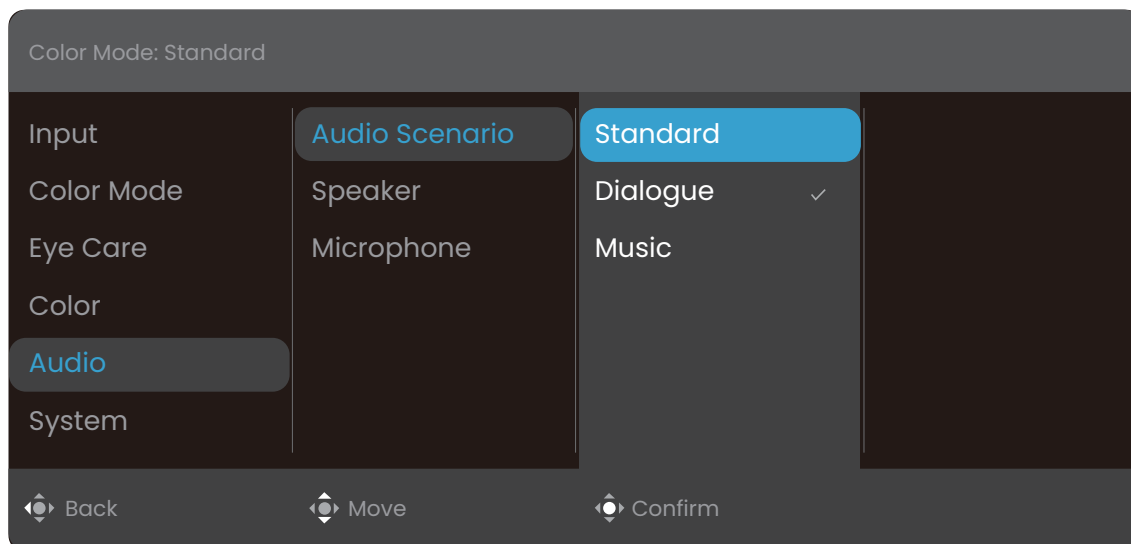 Color Mode: Standard
Input
Color Mode
Eye Care
Color
Audio
System
Audio Scenario
Speaker
Microphone
Standard
Dialogue
Music
Back
Move
Confirm